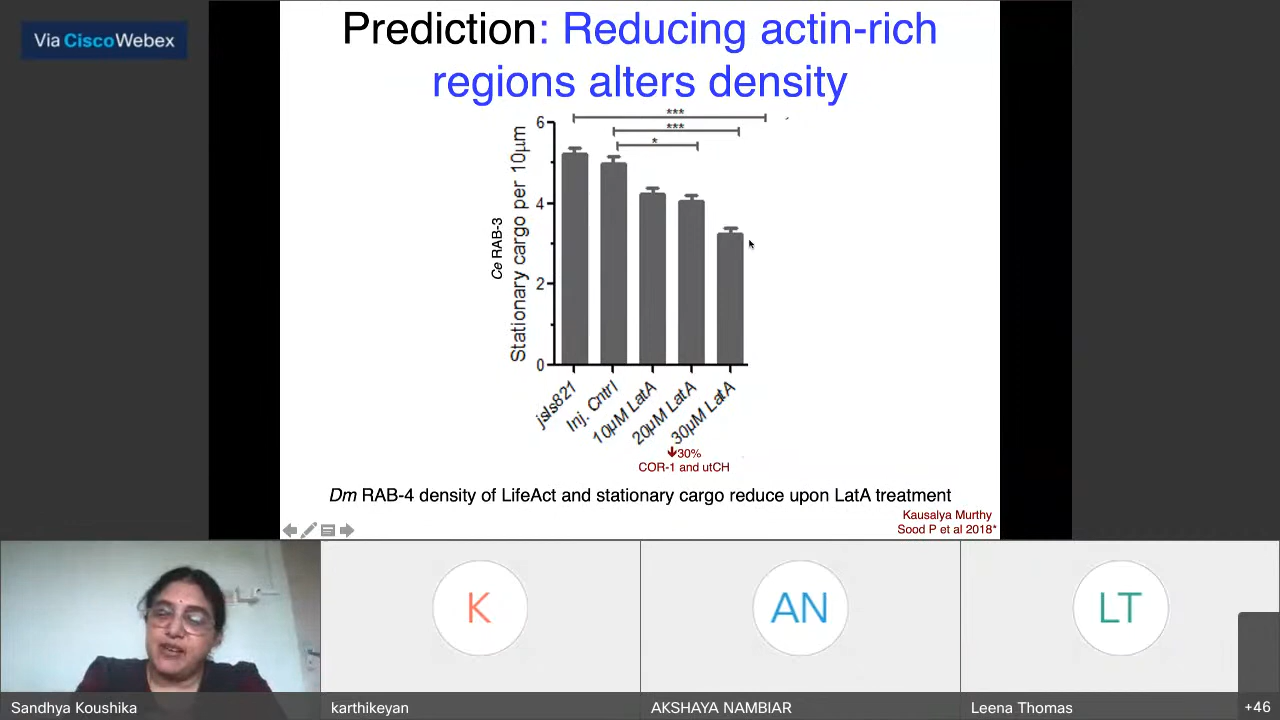 Via Cisco Webex
Prediction: Reducing actin-rich
regions alters density
***
***
*
6
4
2
0
Ce RAB-3
Stationary cargo per 10µm
jsIs821
Inj. Cntrl
10µM LatA
20µM LatA
30µM LatA
🡇30%
COR-1 and utCH
Dm RAB-4 density of LifeAct and stationary cargo reduce upon LatA treatment
Kausalya Murthy
Sood P et al 2018*
K
AN
LT
Sandhya Koushika
karthikeyan
AKSHAYA NAMBIAR
Leena Thomas
+46